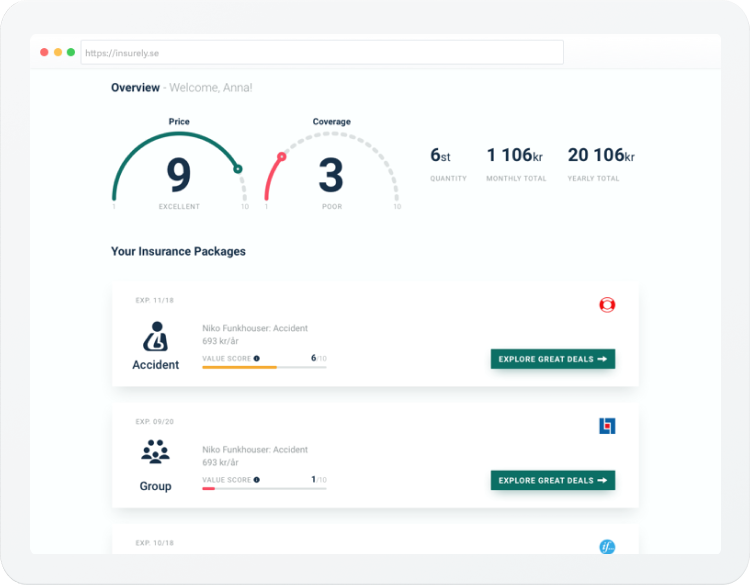 https://insurely.se
Overview - Welcome, Anna!
Price
Coverage
9
EXCELLENT
1
10
3
POOR
1
10
6st
QUANTITY
1 106kr
MONTHLY TOTAL
20 106kr
YEARLY TOTAL
Your Insurance Packages
EXP. 11/18
Accident
Niko Funkhouser: Accident
693 kr/år
VALUE SCORE
6/10
EXPLORE GREAT DEALS
EXP. 09/20
Group
Niko Funkhouser: Accident
693 kr/år
VALUE SCORE
1/10
EXPLORE GREAT DEALS
EXP. 10/18
if